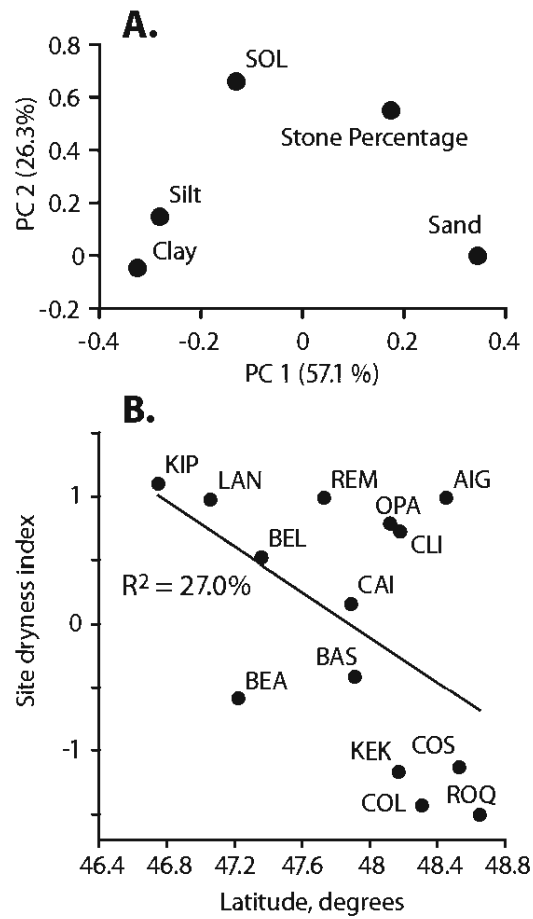 A.
0.8
0.6
0.4
0.2
0
-0.2
PC 2 (26.3%)
SOL
Stone Percentage
Silt
Sand
Clay
-0.4
-0.2
0
0.2
0.4
PC 1 (57.1 %)
B.
1
0
-1
Site dryness index
KIP
LAN
REM
AIG
OPA
CLI
BEL
R² = 27.0%
CAI
BAS
BEA
KEK
COS
COL
ROQ
46.4
46.8
47.2
47.6
48
48.4
48.8
Latitude, degrees